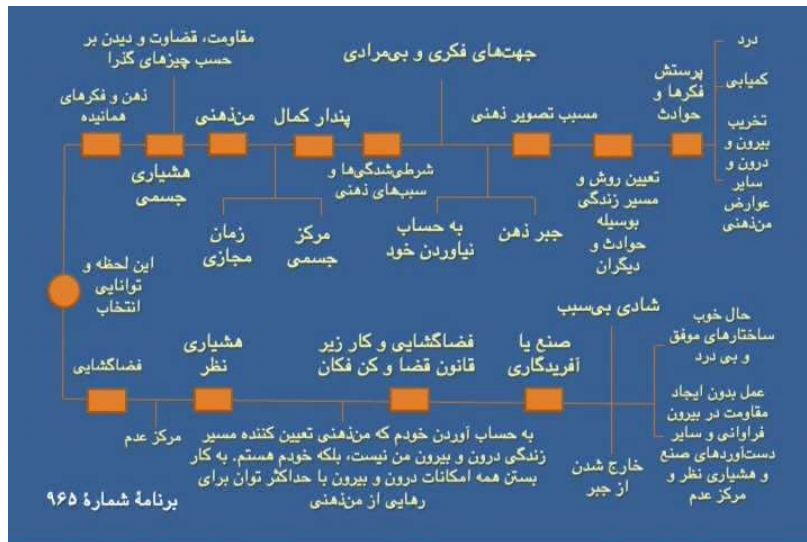 مقاومت، قضاوت و دیدن بر
حسب چیزهای گذرا
جهت‌های فکری و بی‌مرادی
درد
پرستش
فکرها و
حوادث
کمیابی
ذهن و فکرهای
همانیده
من‌ذهنی
پندار کمال
مسبب تصویر ذهنی
تخریب
بیرون و
درون و
سایر
عوارض
من‌ذهنی
هشیاری
جسمی
شرطی‌شدگی‌ها و
سبب‌های ذهنی
تعیین روش و
مسیر زندگی
بوسیله
حوادث و
دیگران
زمان
مجازی
مرکز
جسمی
به حساب
نیاوردن خود
جبر ذهن
این لحظه و
توانایی
انتخاب
شادی بی‌سبب
حال خوب
ساختارهای موفق
و بی درد
فضاگشایی
هشیاری
نظر
فضاگشایی و کار زیر
قانون قضا و کن فکان
صنع یا
آفریدگاری
عمل بدون ایجاد
مقاومت در بیرون
فراوانی و سایر
دست‌آوردهای صنع
و هشیاری نظر و
مرکز عدم
مرکز عدم
به حساب آوردن خودم که من‌ذهنی تعیین کننده مسیر
زندگی درون و بیرون من نیست، بلکه خودم هستم. به کار
بستن همه امکانات درون و بیرون با حداکثر توان برای
رهایی از من‌ذهنی
خارج شدن
از جبر
برنامهٔ شمارهٔ ۹۶۵